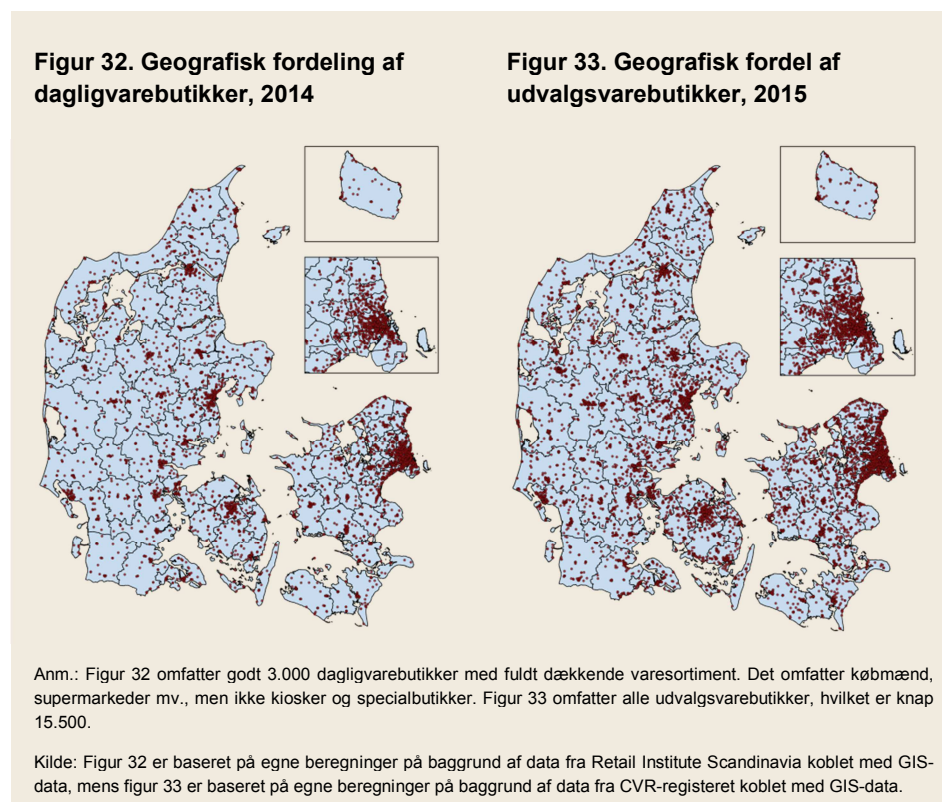 Figur 32. Geografisk fordeling af
dagligvarebutikker, 2014
Figur 33. Geografisk fordel af
udvalgsvarebutikker, 2015
Anm.: Figur 32 omfatter godt 3.000 dagligvarebutikker med fuldt dækkende varesortiment. Det omfatter købmænd,
supermarkeder mv., men ikke kiosker og specialbutikker. Figur 33 omfatter alle udvalgsvarebutikker, hvilket er knap
15.500.
Kilde: Figur 32 er baseret på egne beregninger på baggrund af data fra Retail Institute Scandinavia koblet med GIS-
data, mens figur 33 er baseret på egne beregninger på baggrund af data fra CVR-registeret koblet med GIS-data.